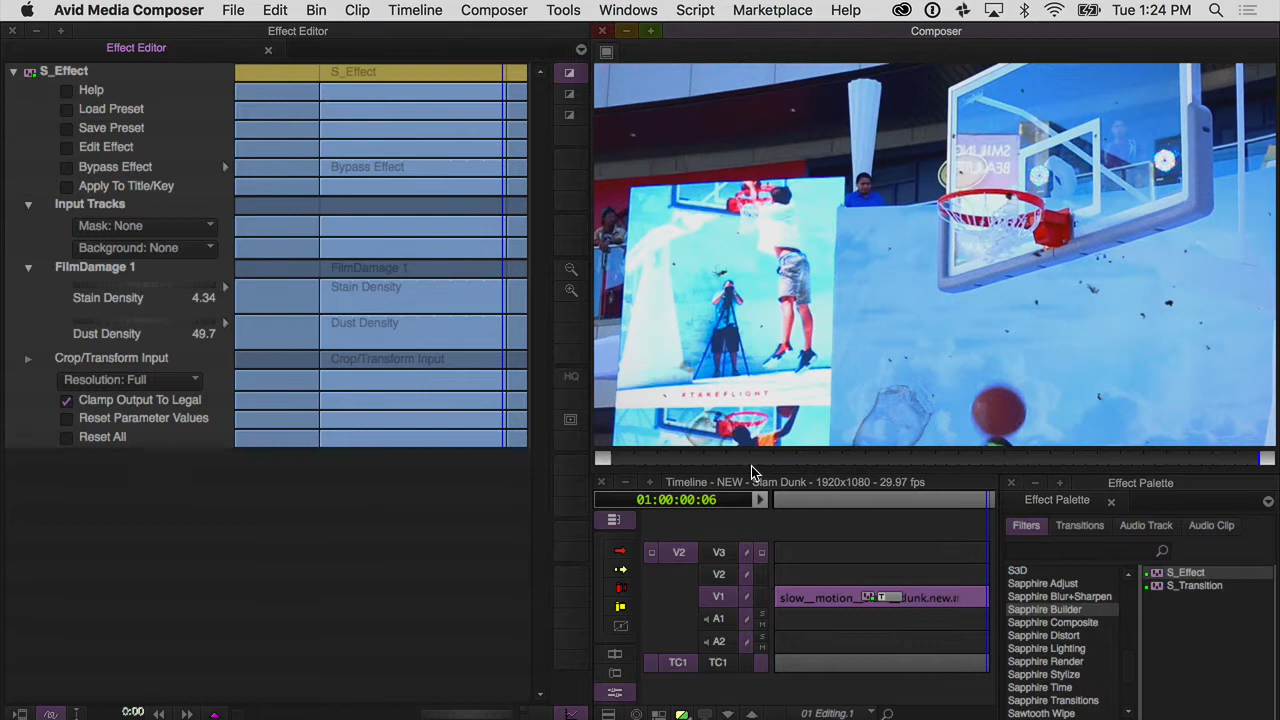 Avid Media Composer File Edit Bin Clip Timeline Composer Tools Windows Script Marketplace Help Tue 1:24 PM
Effect Editor
Composer
Effect Editor
S_Effect
S_Effect
Help
Load Preset
Save Preset
Edit Effect
Bypass Effect
Bypass Effect
Apply To Title/Key
Input Tracks
Mask: None
Background: None
FilmDamage 1
FilmDamage 1
Stain Density
Stain Density 4.34
Dust Density
Dust Density 49.7
Crop/Transform Input
Crop/Transform Input
Resolution: Full
Clamp Output To Legal
Reset Parameter Values
Reset All
HQ
0:00
#TAKEFLIGHT
Timeline - NEW - Slam Dunk - 1920x1080 - 29.97 fps
01:00:00:06
V2 V3
V2
V1
A1 S M
A2 S M
TC1 TC1
01 Editing.1
Effect Palette
Effect Palette
Filters Transitions Audio Track Audio Clip
S3D
Sapphire Adjust
Sapphire Blur+Sharpen
Sapphire Builder
Sapphire Composite
Sapphire Distort
Sapphire Lighting
Sapphire Render
Sapphire Stylize
Sapphire Time
Sapphire Transitions
Sawtooth Wipe
S_Effect
S_Transition